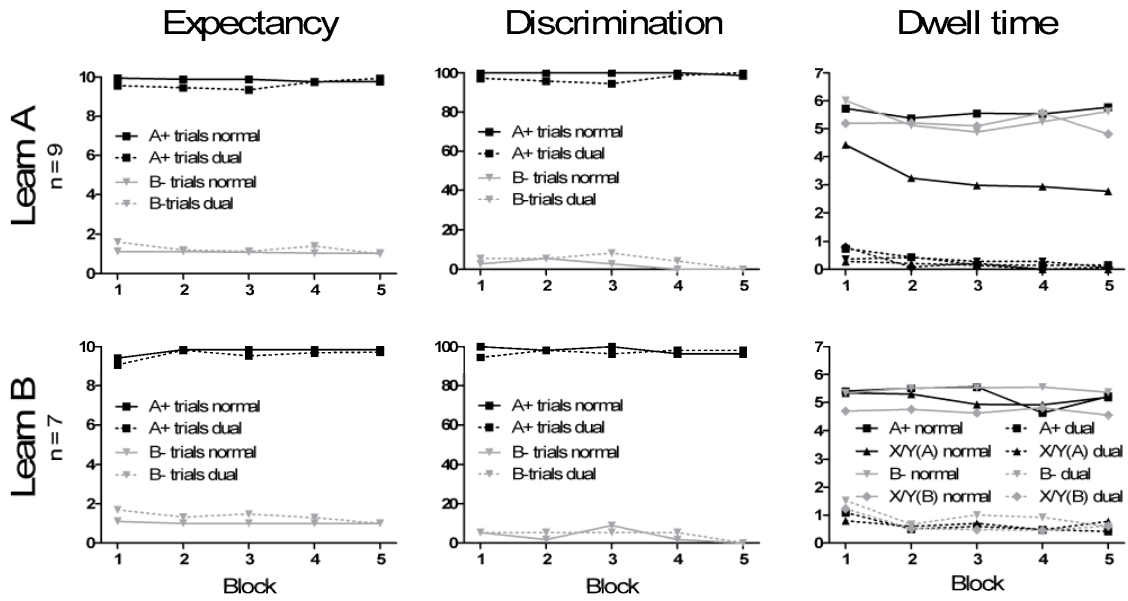 Expectancy
Discrimination
Dwell time
Learn A
n = 9
10
8
6
4
2
0
A+ trials normal
A+ trials dual
B- trials normal
B-trials dual
1 2 3 4 5
100
80
60
40
20
0
A+ trials normal
A+ trials dual
B- trials normal
B-trials dual
1 2 3 4 5
7
6
5
4
3
2
1
0
1 2 3 4 5
Learn B
n = 7
10
8
6
4
2
0
A+ trials normal
A+ trials dual
B- trials normal
B-trials dual
1 2 3 4 5
Block
100
80
60
40
20
0
A+ trials normal
A+ trials dual
B- trials normal
B-trials dual
1 2 3 4 5
Block
7
6
5
4
3
2
1
0
A+ normal A+ dual
X/Y(A) normal X/Y(A) dual
B- normal B- dual
X/Y(B) normal X/Y(B) dual
1 2 3 4 5
Block